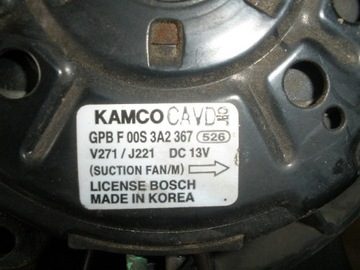 KAMCO CAVD
GPB F 00S 3A2 367 526
V271 / J221 DC 13V
(SUCTION FAN/M)
LICENSE BOSCH
MADE IN KOREA